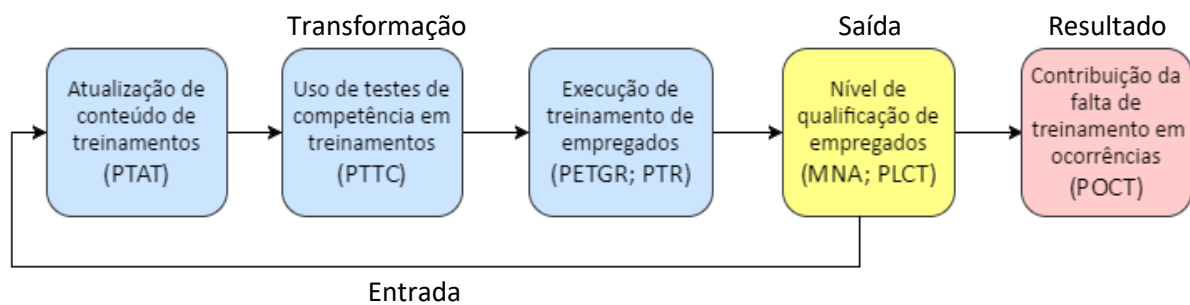 Transformação
Saída
Resultado
Atualização de
conteúdo de
treinamentos
(PTAT)
Uso de testes de
competência em
treinamentos
(PTTC)
Execução de
treinamento de
empregados
(PETGR; PTR)
Nível de
qualificação de
empregados
(MNA; PLCT)
Contribuição da
falta de
treinamento em
ocorrências
(POCT)
Entrada